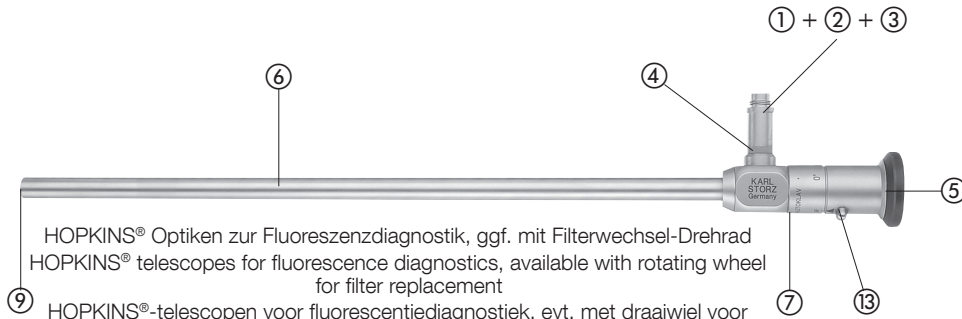 ① + ② + ③
⑥
④
KARL
STORZ
Germany
0°
⑤
HOPKINS® Optiken zur Fluoreszenzdiagnostik, ggf. mit Filterwechsel-Drehrad
HOPKINS® telescopes for fluorescence diagnostics, available with rotating wheel
for filter replacement
⑨
⑦
⑬
HOPKINS®-telescopen voor fluorescentiediagnostiek, evt. met draaiwiel voor